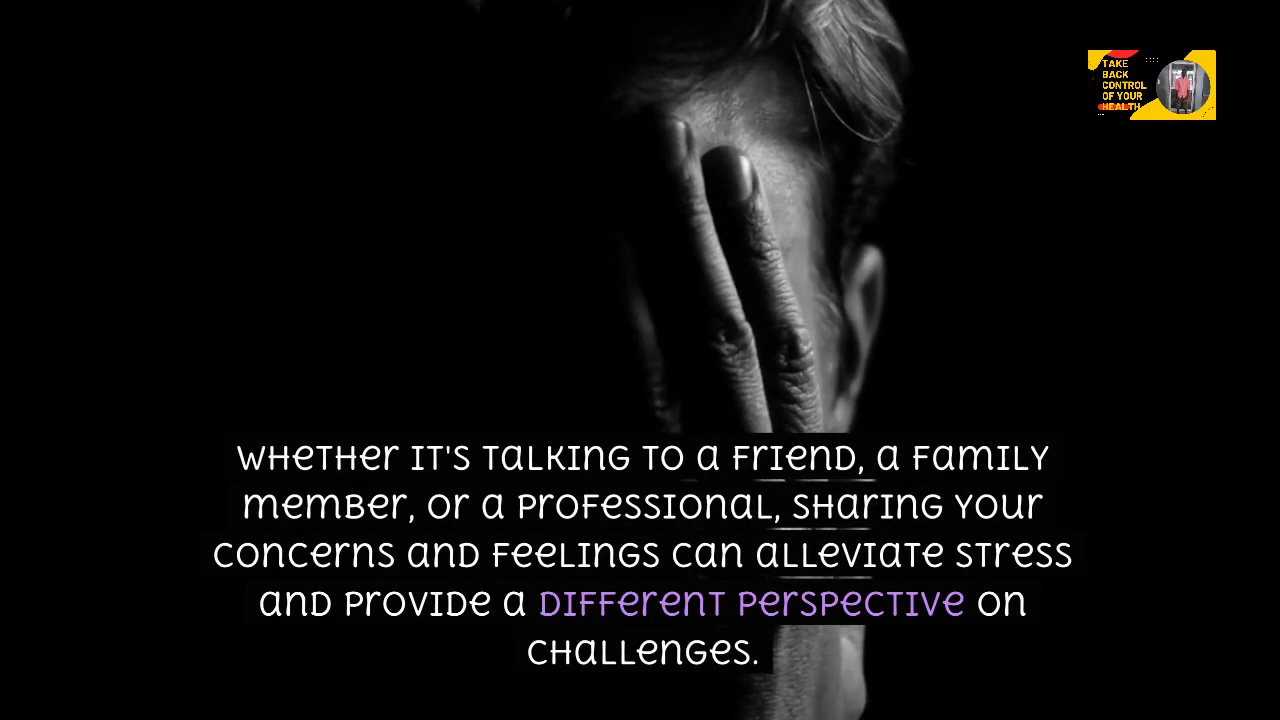 TAKE
BACK
CONTROL
OF YOUR
HEALTH
WHETHER IT'S TALKING TO A FRIEND, A FAMILY
MEMBER, OR A PROFESSIONAL, SHARING YOUR
CONCERNS AND FEELINGS CAN ALLEVIATE STRESS
AND PROVIDE A DIFFERENT PERSPECTIVE ON
CHALLENGES.